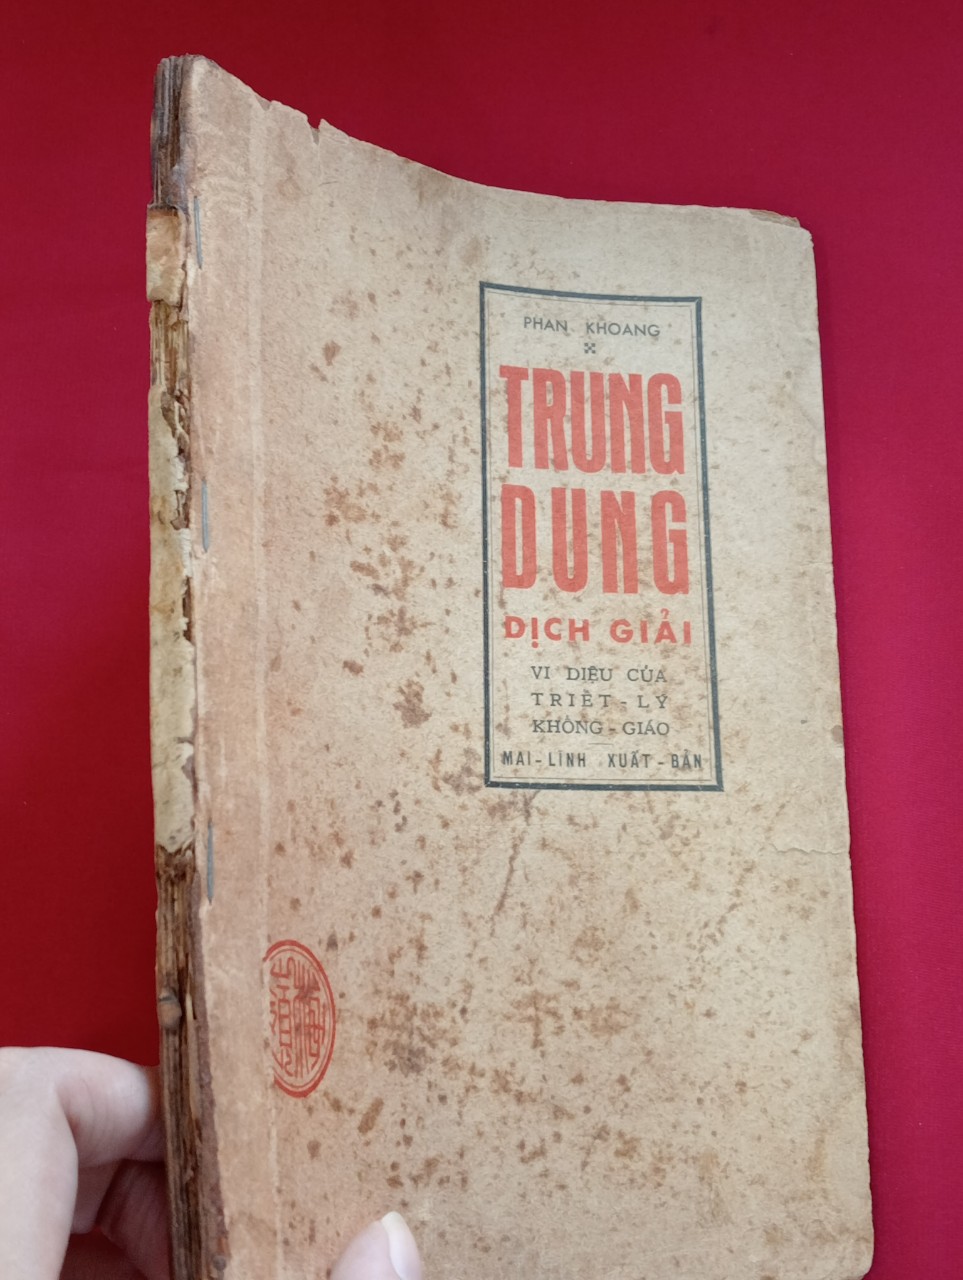 PHAN KHOANG
TRUNG
DUNG
DỊCH GIẢI
VI DIỆU CỦA
TRIẾT-LÝ
KHỔNG-GIÁO
MAI-LĨNH XUẤT-BẢN